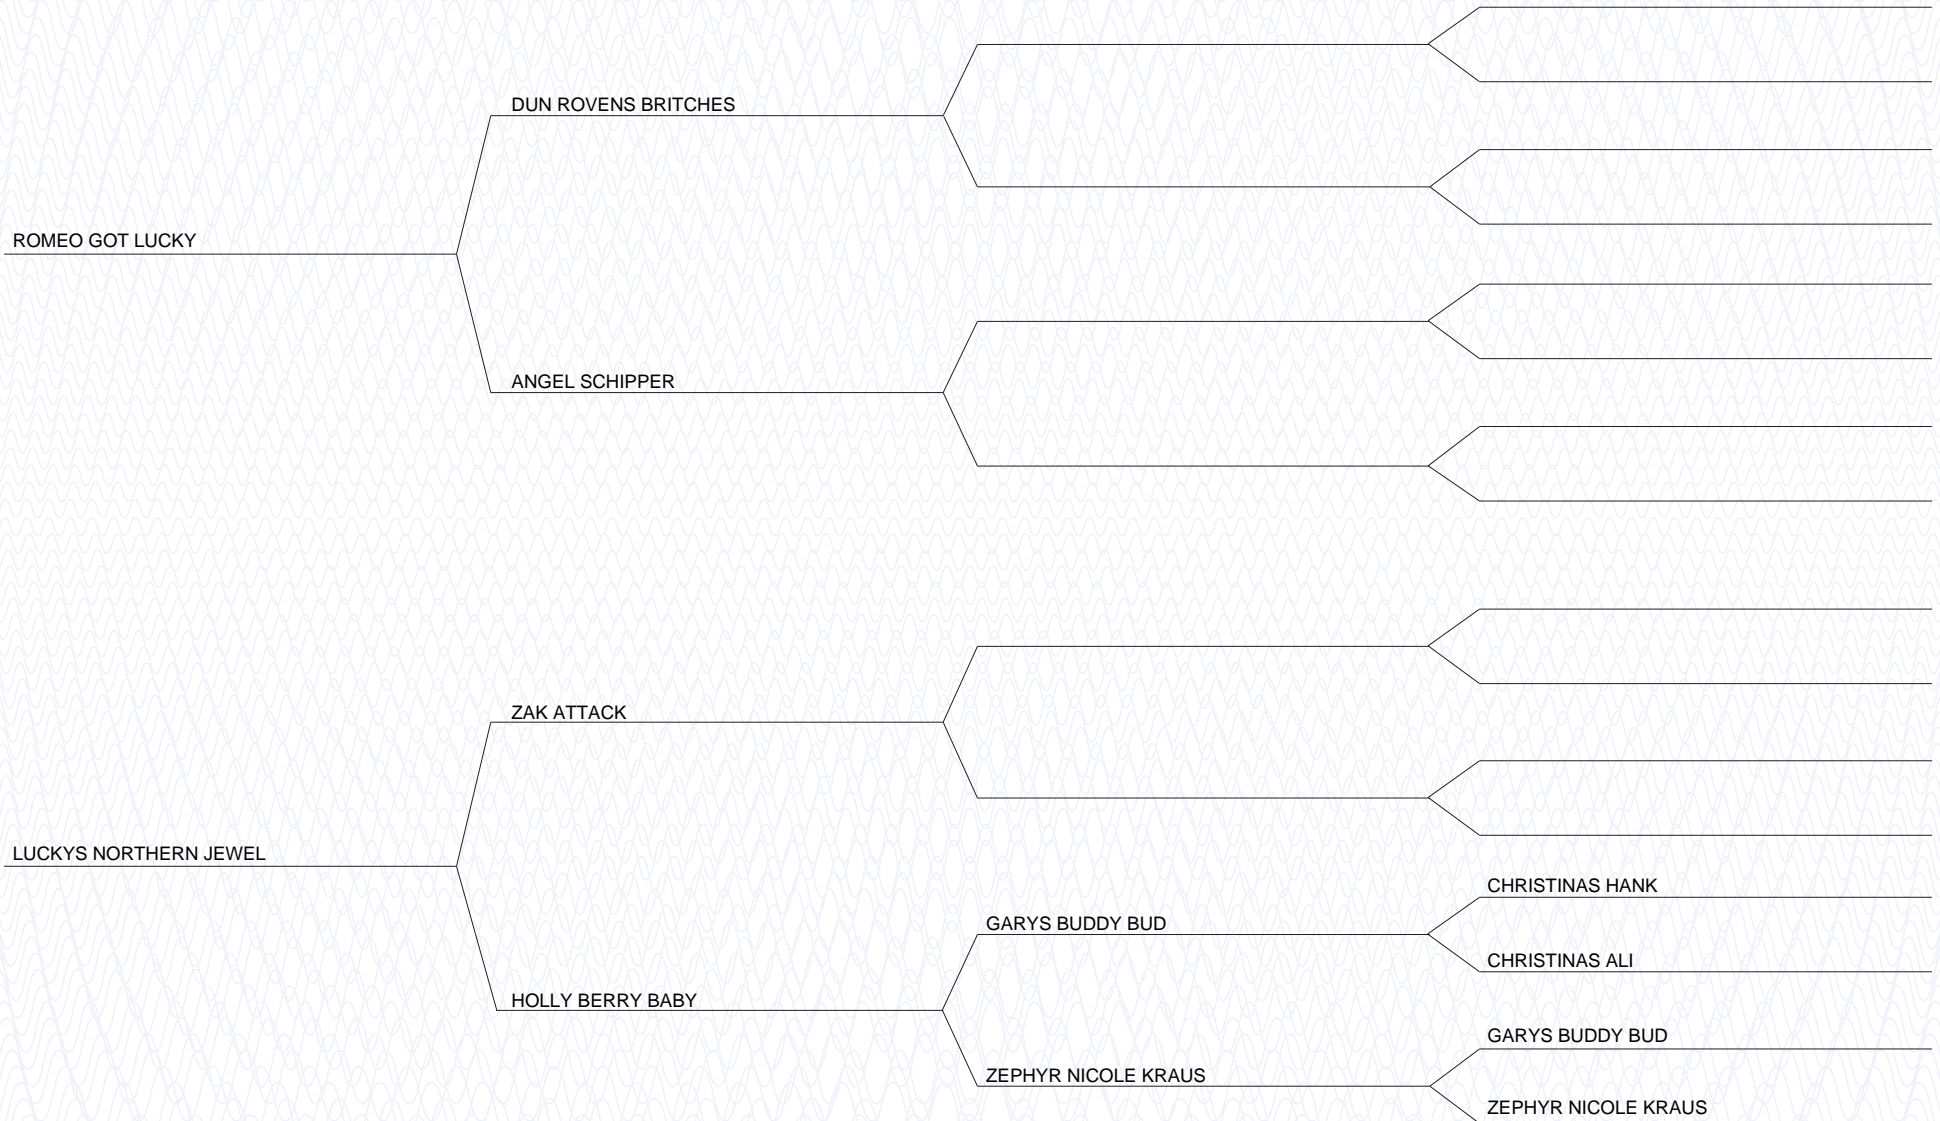 DUN ROVENS BRITCHES
ROMEO GOT LUCKY
ANGEL SCHIPPER
ZAK ATTACK
LUCKYS NORTHERN JEWEL
CHRISTINAS HANK
GARYS BUDDY BUD
CHRISTINAS ALI
HOLLY BERRY BABY
GARYS BUDDY BUD
ZEPHYR NICOLE KRAUS
ZEPHYR NICOLE KRAUS